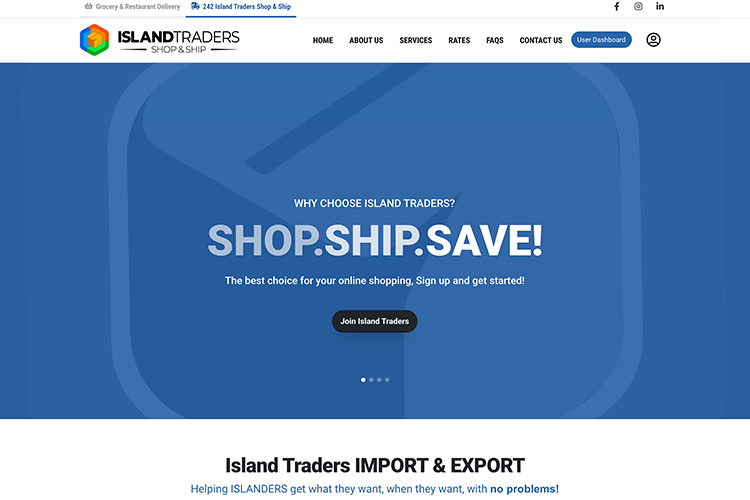 Grocery & Restaurant Delivery
242 Island Traders Shop & Ship
ISLANDTRADERS
SHOP & SHIP
HOME
ABOUT US
SERVICES
RATES
FAQS
CONTACT US
User Dashboard
WHY CHOOSE ISLAND TRADERS?
SHOP.SHIP.SAVE!
The best choice for your online shopping, Sign up and get started!
Join Island Traders
Island Traders IMPORT & EXPORT
Helping ISLANDERS get what they want, when they want, with no problems!